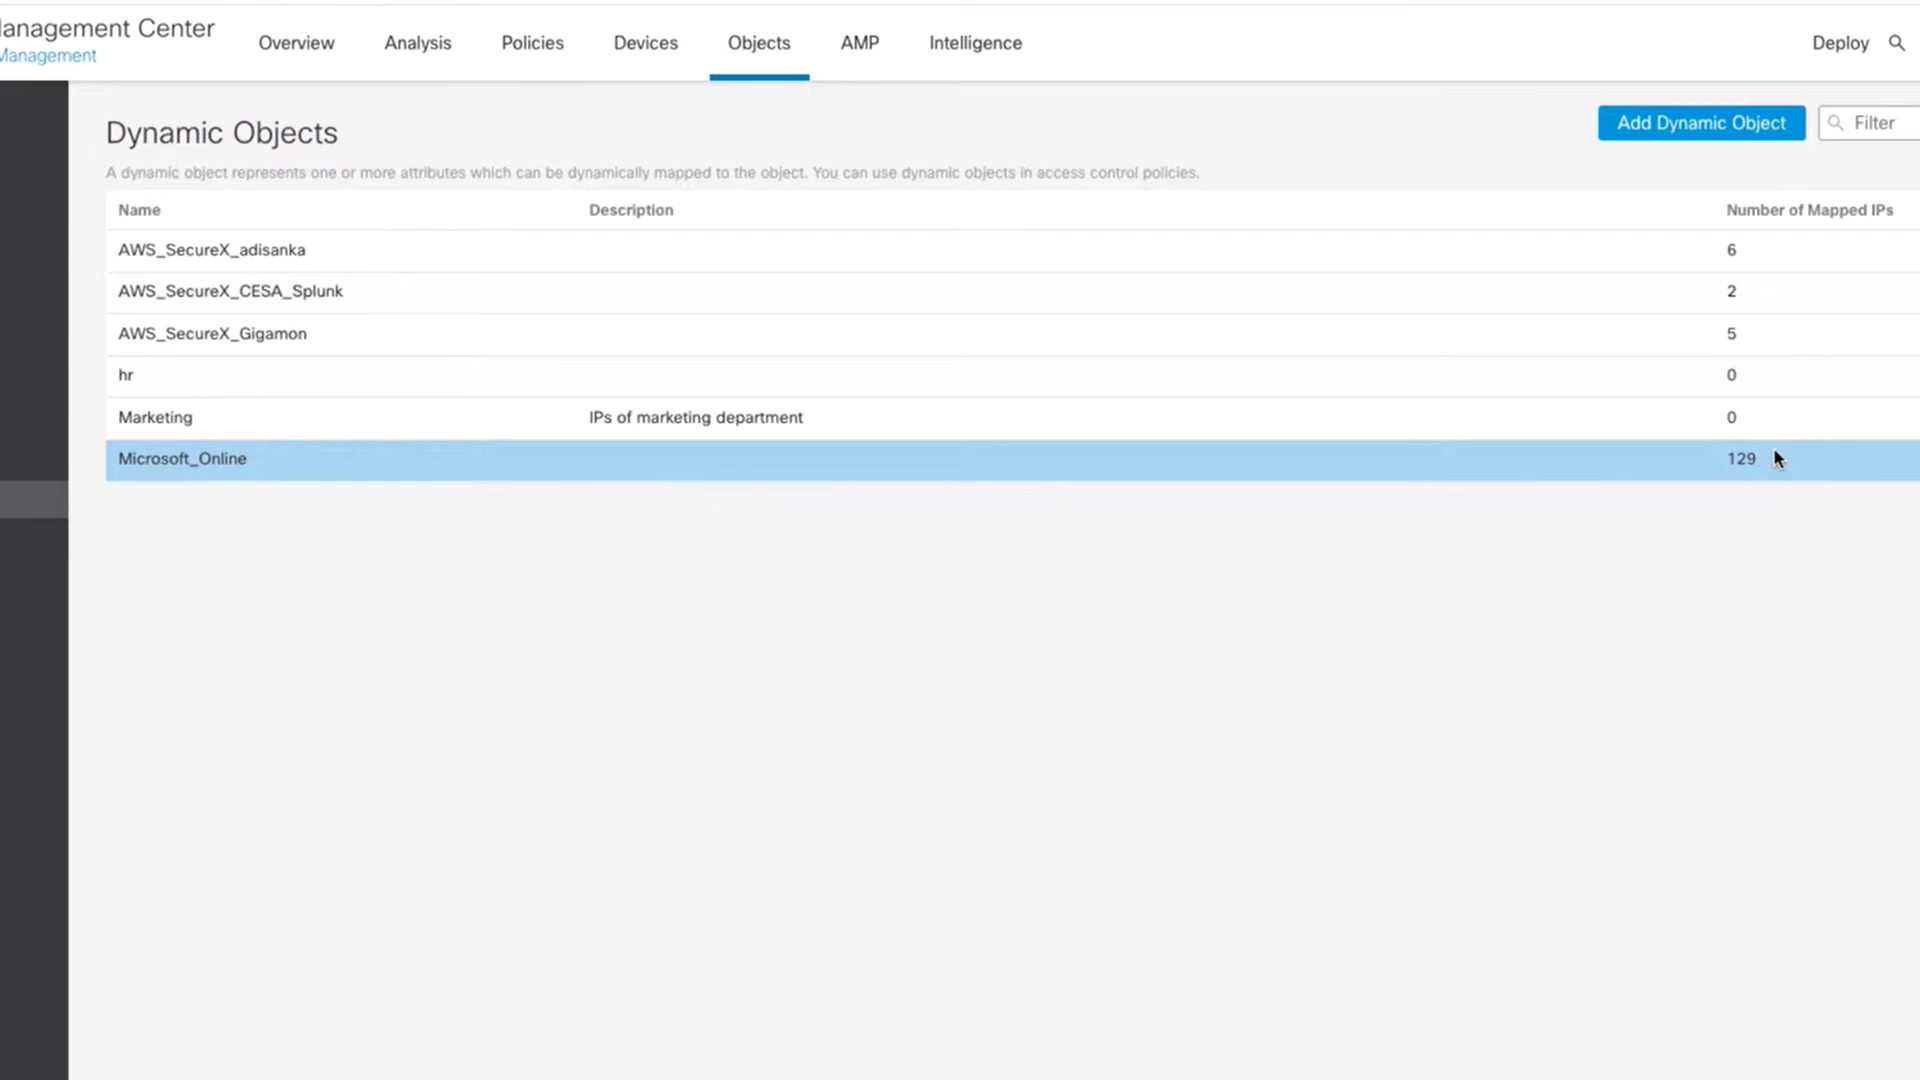 anagement Center
Management
Overview Analysis Policies Devices Objects AMP Intelligence Deploy
Dynamic Objects
Add Dynamic Object
Filter
A dynamic object represents one or more attributes which can be dynamically mapped to the object. You can use dynamic objects in access control policies.
Name Description Number of Mapped IPs
AWS_SecureX_adisanka 6
AWS_SecureX_CESA_Splunk 2
AWS_SecureX_Gigamon 5
hr 0
Marketing IPs of marketing department 0
Microsoft_Online 129